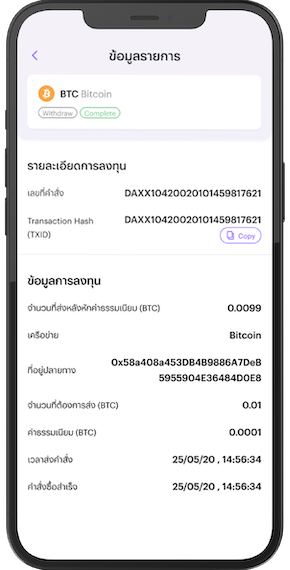 ข้อมูลรายการ
BTC Bitcoin
Withdraw Complete
รายละเอียดการลงทุน
เลขที่คำสั่ง DAXX10420020101459817621
Transaction Hash DAXX10420020101459817621
(TXID) Copy
ข้อมูลการลงทุน
จำนวนที่ส่งหลังหักค่าธรรมเนียม (BTC) 0.0099
เครือข่าย Bitcoin
ที่อยู่ปลายทาง 0x58a408a453DB4B9886A7DeB
5955904E36484D0E8
จำนวนที่ต้องการส่ง (BTC) 0.01
ค่าธรรมเนียม (BTC) 0.0001
เวลาส่งคำสั่ง 25/05/20 , 14:56:34
คำสั่งซื้อสำเร็จ 25/05/20 , 14:56:34